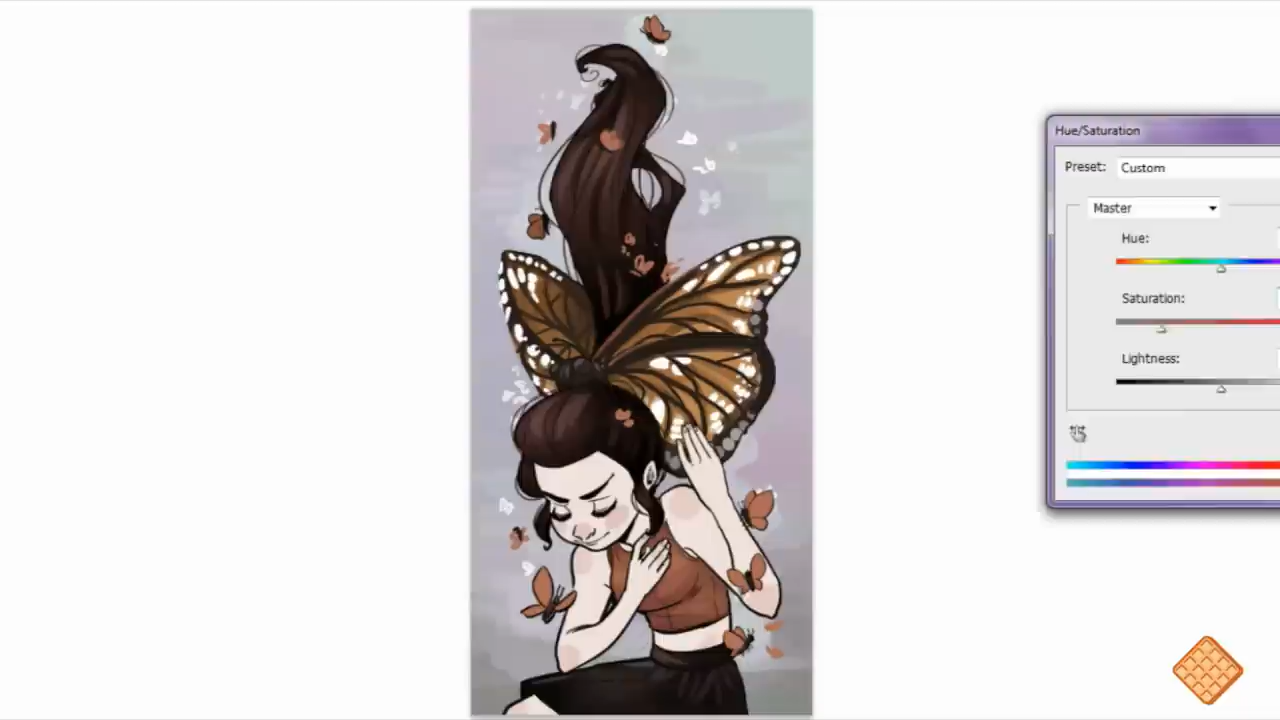 Hue/Saturation
Preset: Custom
Master
Hue:
Saturation:
Lightness: